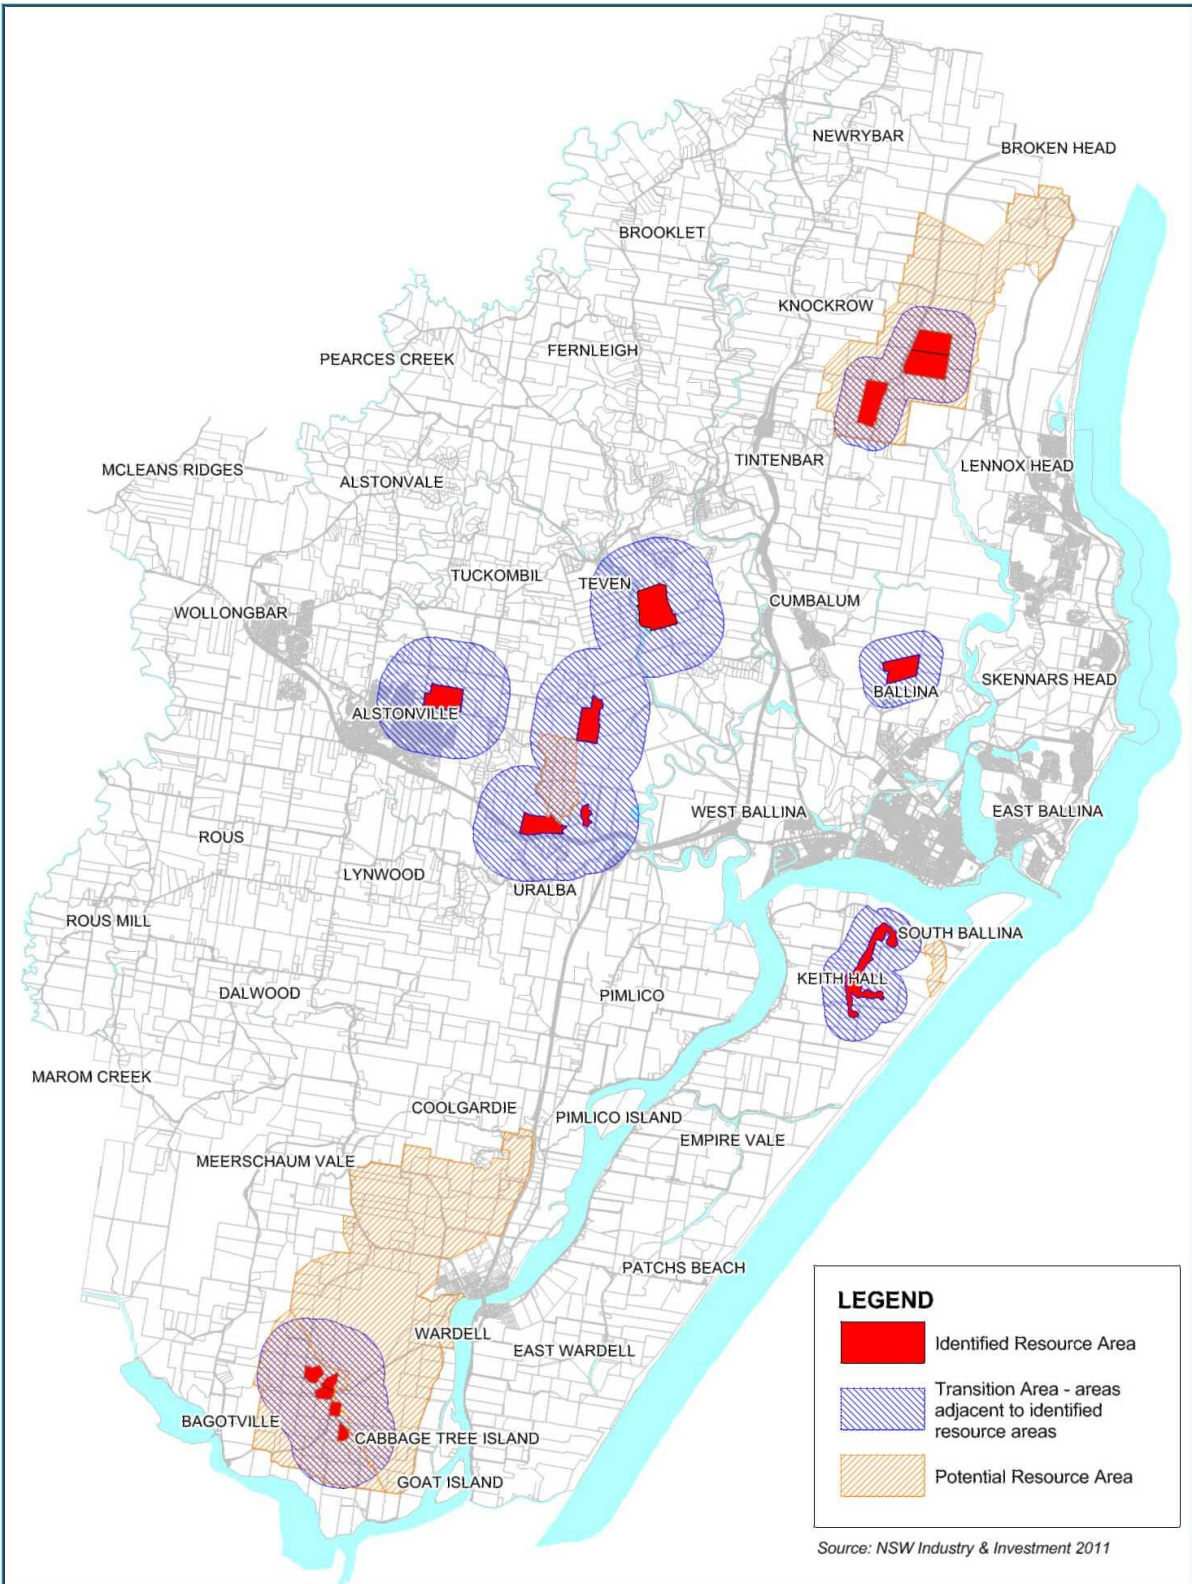 NEWRYBAR
BROKEN HEAD
BROOKLET
KNOCKROW
FERNLEIGH
PEARCES CREEK
TINTENBAR
LENNOX HEAD
MCLEANS RIDGES
ALSTONVALE
TUCKOMBIL
TEVEN
CUMBALUM
WOLLONGBAR
SKENNARS HEAD
BALLINA
ALSTONVILLE
WEST BALLINA
EAST BALLINA
ROUS
LYNWOOD
URALBA
ROUS MILL
SOUTH BALLINA
KEITH HALL
DALWOOD
PIMLICO
MAROM CREEK
COOLGARDIE
PIMLICO ISLAND
EMPIRE VALE
MEERSCHAUM VALE
PATCHS BEACH
WARDELL
EAST WARDELL
BAGOTVILLE
CABBAGE TREE ISLAND
GOAT ISLAND
LEGEND
Identified Resource Area
Transition Area - areas
adjacent to identified
resource areas
Potential Resource Area
Source: NSW Industry & Investment 2011